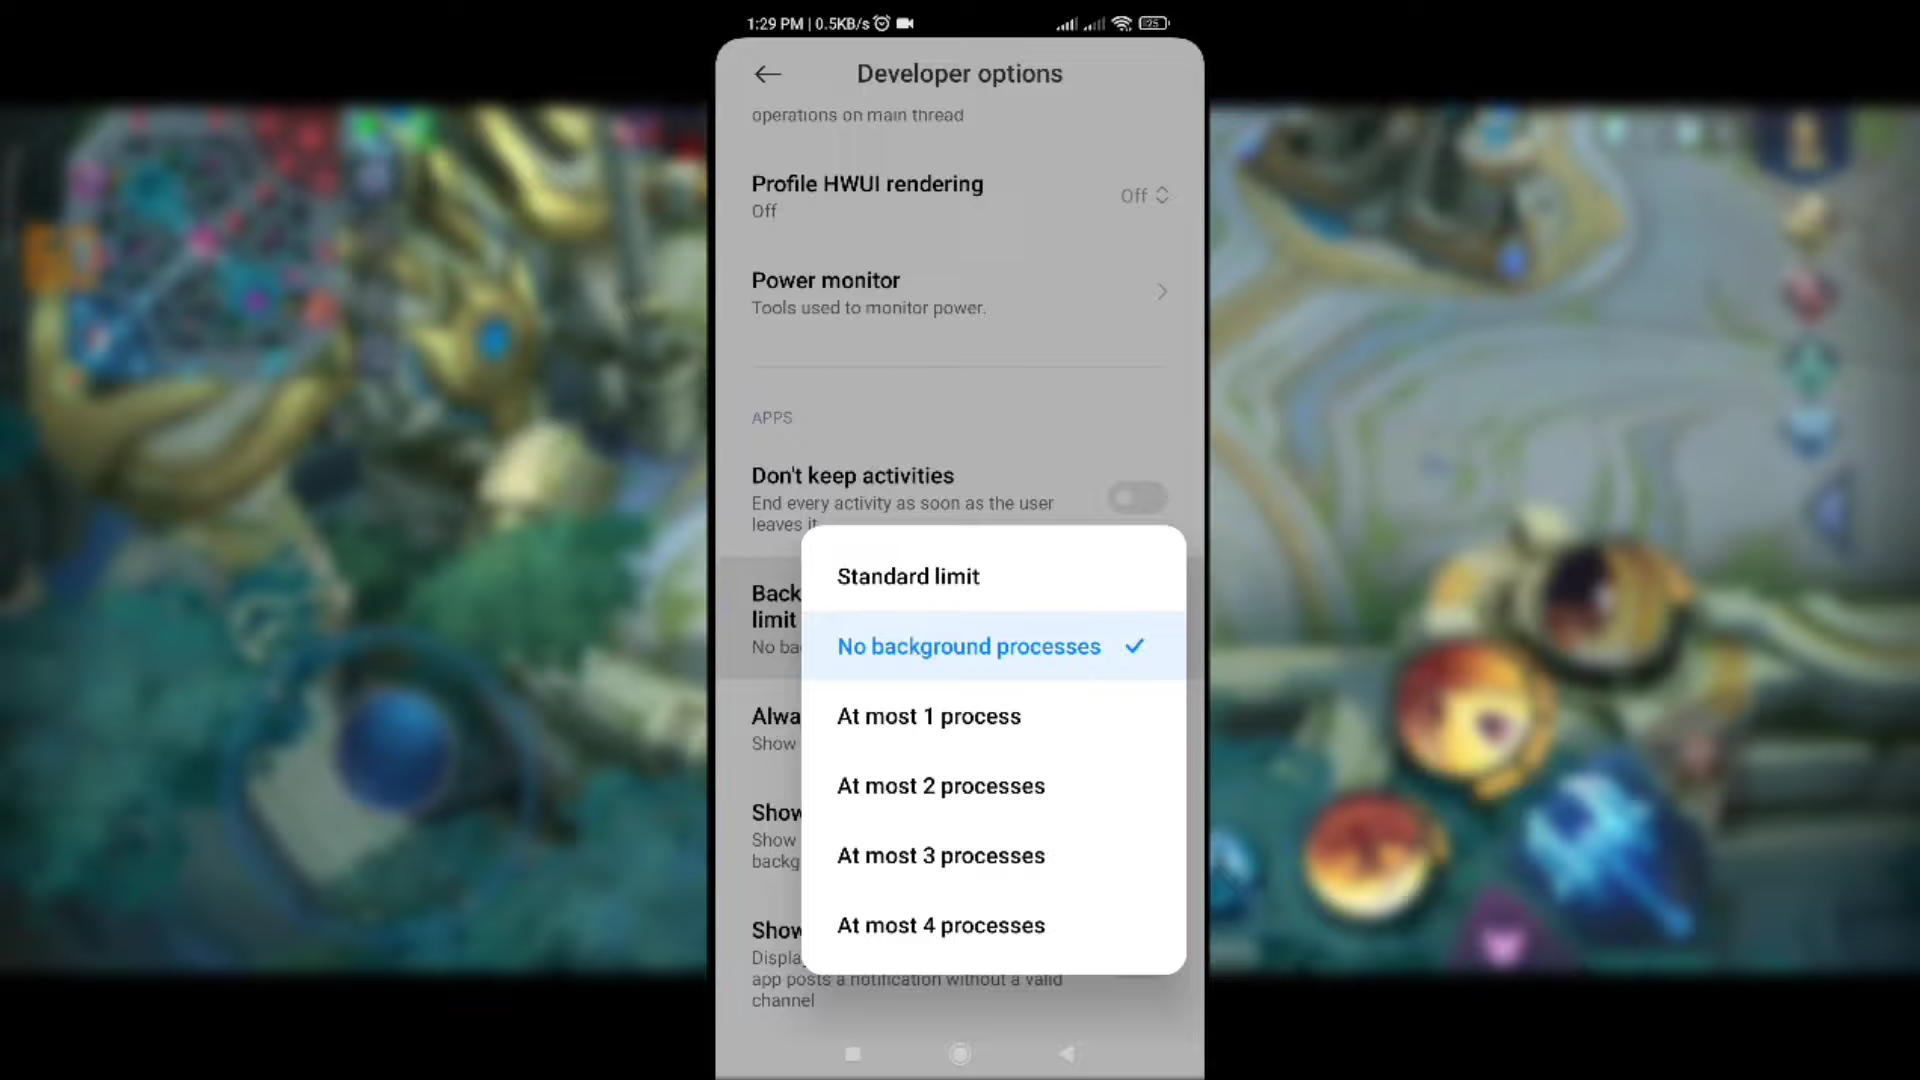 1:29 PM | 0.5KB/s
25
Developer options
operations on main thread
Profile HWUI rendering
Off
Off
Power monitor
Tools used to monitor power.
APPS
Don't keep activities
End every activity as soon as the user
leaves it
Back
limit
No ba
Standard limit
No background processes
At most 1 process
At most 2 processes
At most 3 processes
At most 4 processes
Alwa
Show
Show
Show
backg
Show
Displa
app posts a notification without a valid
channel